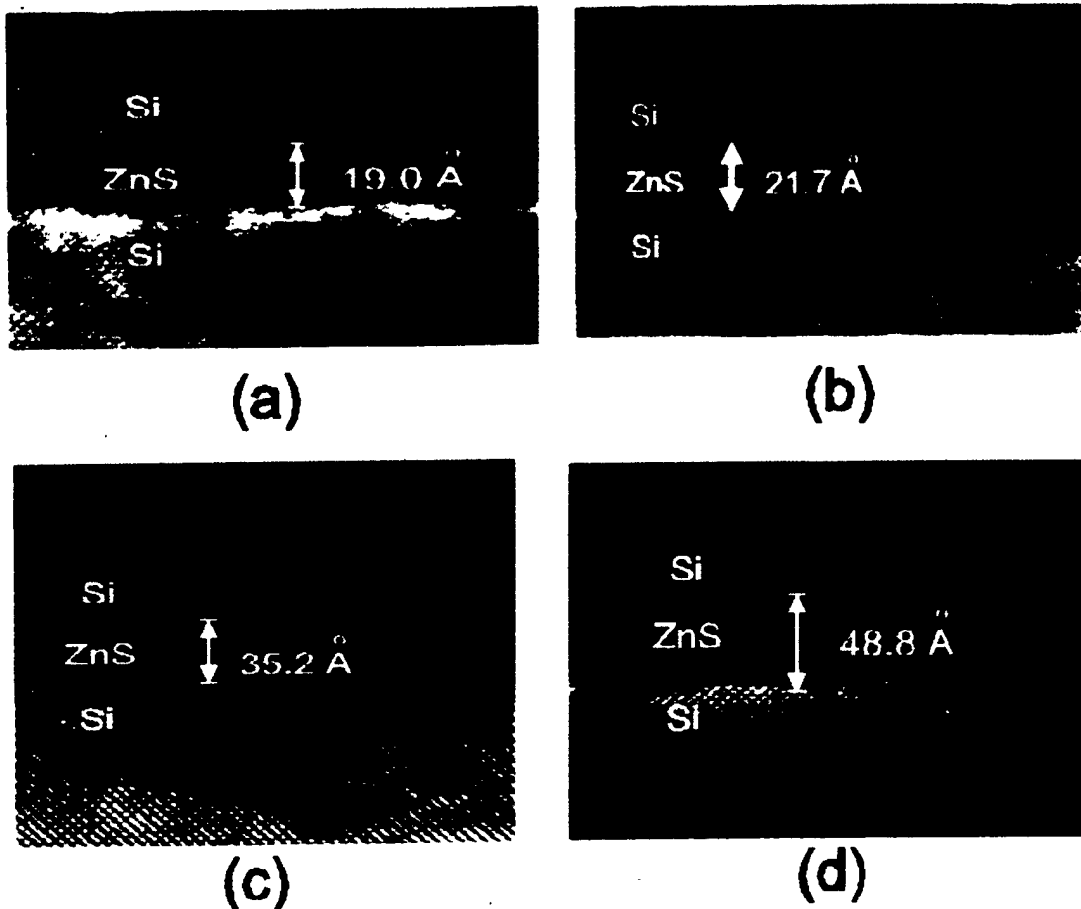 Si
ZnS
19.0 Å
Si
(a)
Si
ZnS
21.7 Å
Si
(b)
Si
ZnS
35.2 Å
Si
(c)
Si
ZnS
48.8 Å
Si
(d)